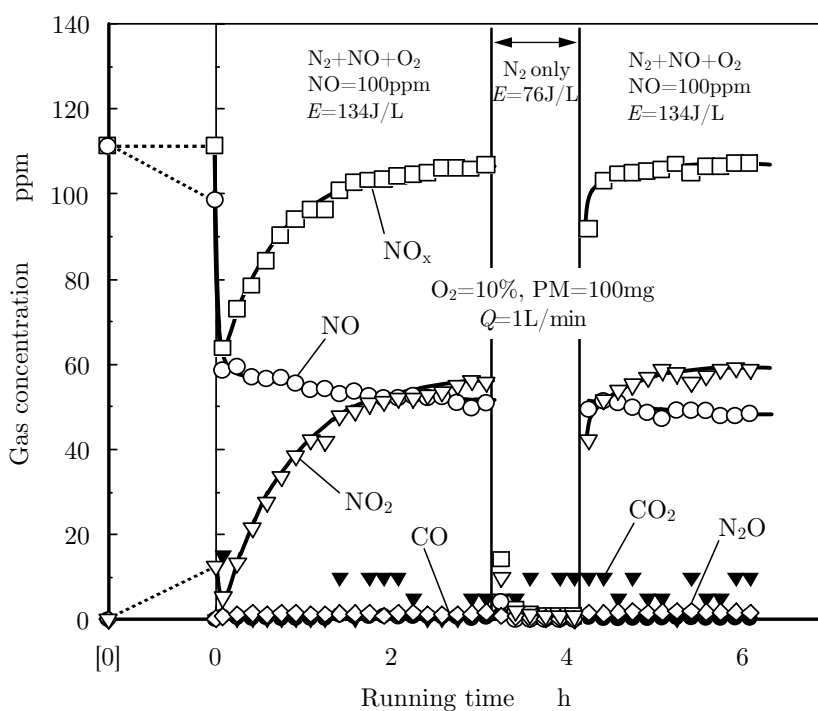 140
120
100
80
60
40
20
0
Gas concentration ppm
N₂+NO+O₂
NO=100ppm
E=134J/L
N₂ only
E=76J/L
N₂+NO+O₂
NO=100ppm
E=134J/L
NOₓ
O₂=10%, PM=100mg
Q=1L/min
NO
NO₂
CO
CO₂
N₂O
[0] 0 2 4 6
Running time h